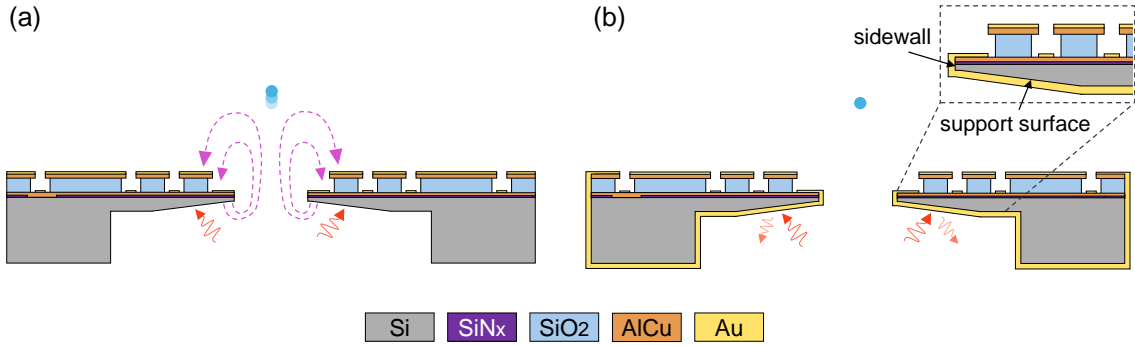 (a)
(b)
sidewall
support surface
Si
SiNx
SiO2
AlCu
Au